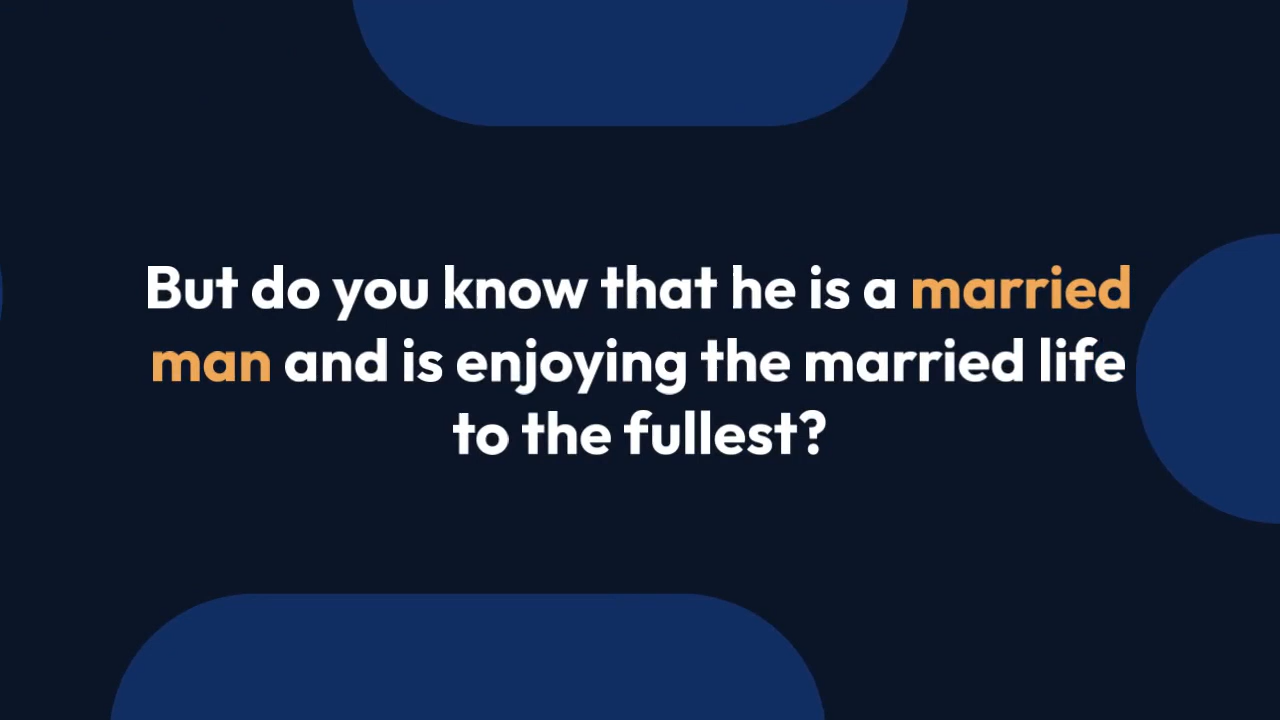 But do you know that he is a married
man and is enjoying the married life
to the fullest?